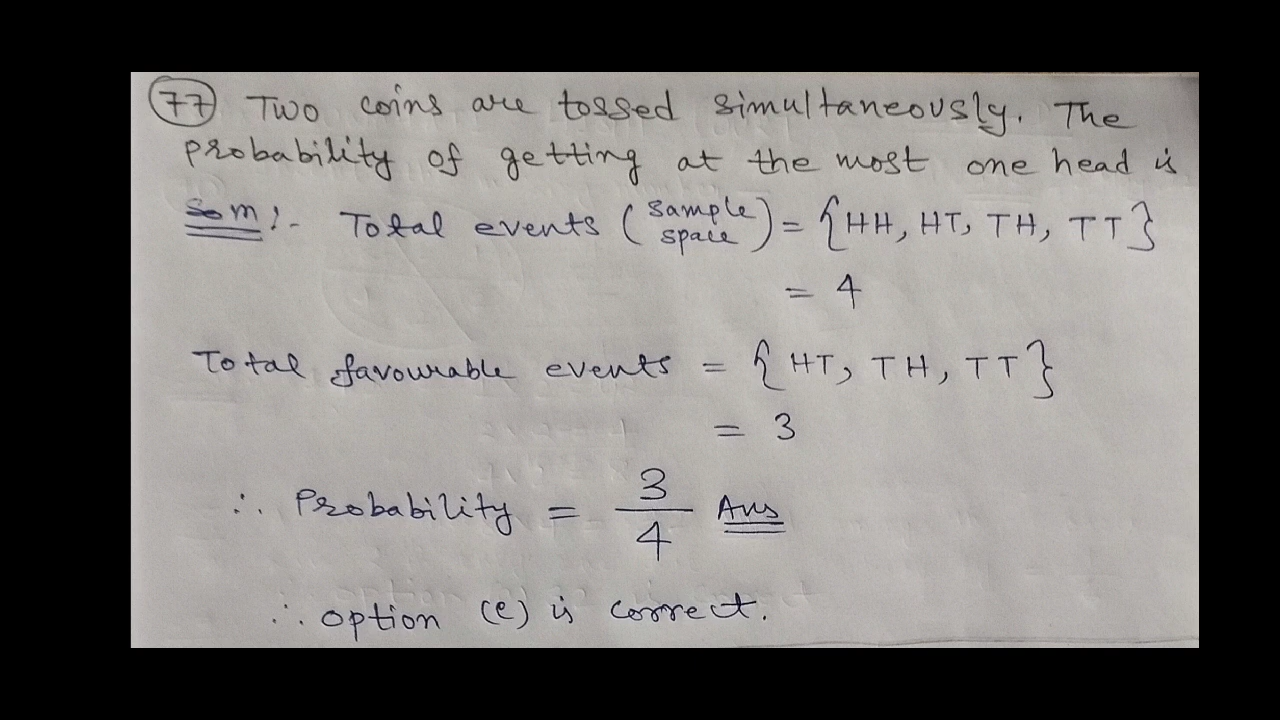 77 Two coins are tossed simultaneously. The
probability of getting at the most one head is
Som:- Total events (sample space) = {HH, HT, TH, TT}
= 4
Total favourable events = {HT, TH, TT}
= 3
∴ Probability = 3/4 Ans
∴ option (c) is correct.